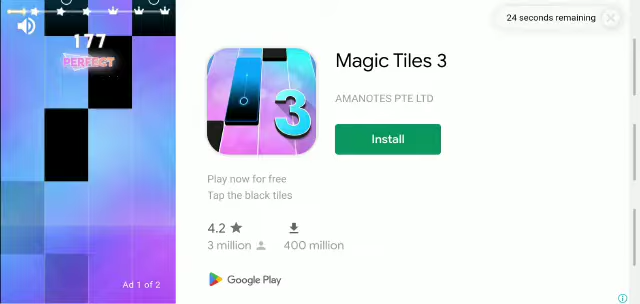 177
PERFECT
Ad 1 of 2
24 seconds remaining
3
Magic Tiles 3
AMANOTES PTE LTD
Install
Play now for free
Tap the black tiles
4.2
3 million
400 million
Google Play